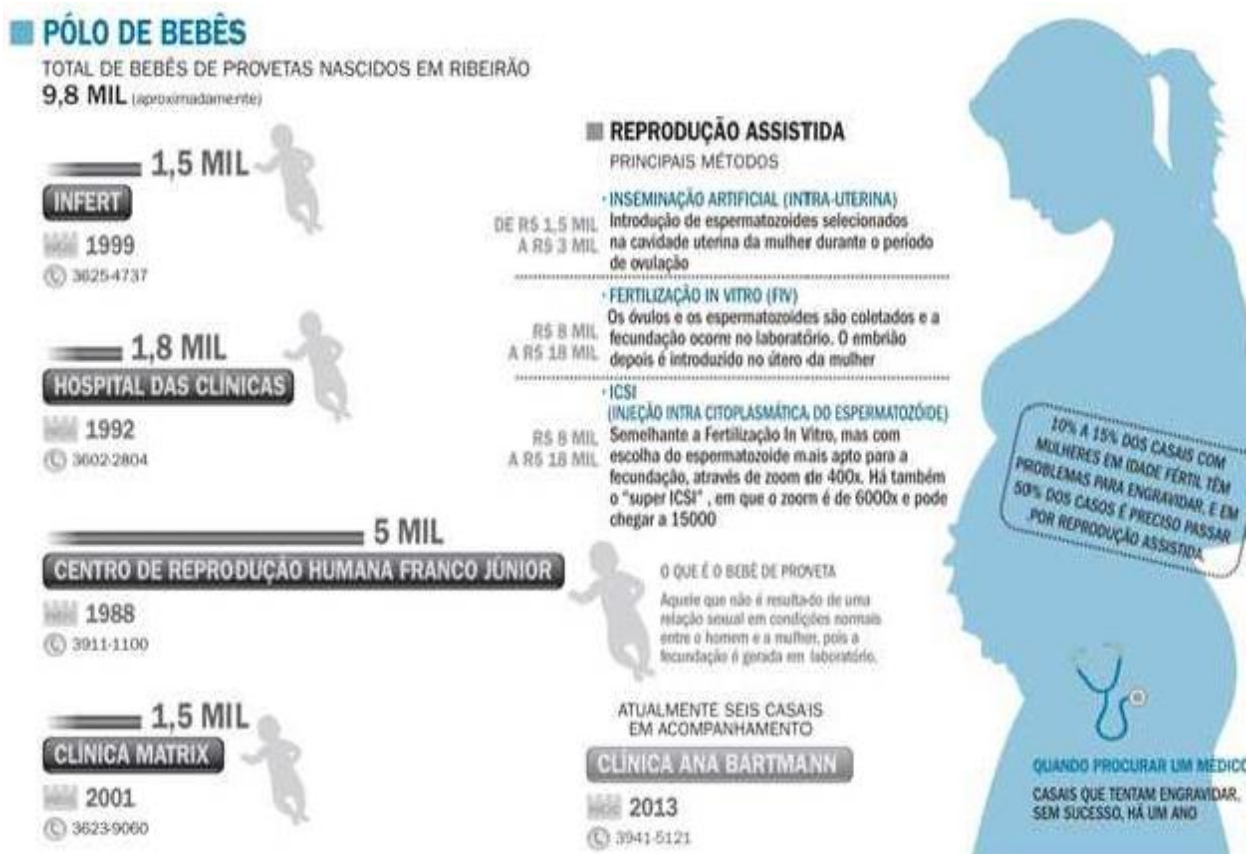 PÓLO DE BEBÊS
TOTAL DE BEBÊS DE PROVETAS NASCIDOS EM RIBEIRÃO
9,8 MIL (aproximadamente)
1,5 MIL
INFERT
1999
3625-4737
1,8 MIL
HOSPITAL DAS CLÍNICAS
1992
3602-2804
5 MIL
CENTRO DE REPRODUÇÃO HUMANA FRANCO JÚNIOR
1988
3911-1100
1,5 MIL
CLÍNICA MATRIX
2001
3623-9060
REPRODUÇÃO ASSISTIDA
PRINCIPAIS MÉTODOS
· INSEMINAÇÃO ARTIFICIAL (INTRA-UTERINA)
DE R$ 1,5 MIL
A R$ 3 MIL
Introdução de espermatozoides selecionados
na cavidade uterina da mulher durante o período
de ovulação
· FERTILIZAÇÃO IN VITRO (FIV)
R$ 8 MIL
A R$ 18 MIL
Os óvulos e os espermatozoides são coletados e a
fecundação ocorre no laboratório. O embrião
depois é introduzido no útero da mulher
· ICSI
(INJEÇÃO INTRA CITOPLASMÁTICA DO ESPERMATOZÓIDE)
R$ 8 MIL
A R$ 18 MIL
Semelhante a Fertilização In Vitro, mas com
escolha do espermatozoide mais apto para a
fecundação, através de zoom de 400x. Há também
o "super ICSI" , em que o zoom é de 6000x e pode
chegar a 15000
O QUE É O BEBÊ DE PROVETA
Aquele que não é resultado de uma
relação sexual em condições normais
entre o homem e a mulher, pois a
fecundação é gerada em laboratório.
ATUALMENTE SEIS CASAIS
EM ACOMPANHAMENTO
CLÍNICA ANA BARTMANN
2013
3941-5121
10% A 15% DOS CASAIS COM
MULHERES EM IDADE FÉRTIL TÊM
PROBLEMAS PARA ENGRAVIDAR, E EM
50% DOS CASOS É PRECISO PASSAR
POR REPRODUÇÃO ASSISTIDA
QUANDO PROCURAR UM MÉDICO
CASAIS QUE TENTAM ENGRAVIDAR,
SEM SUCESSO, HÁ UM ANO